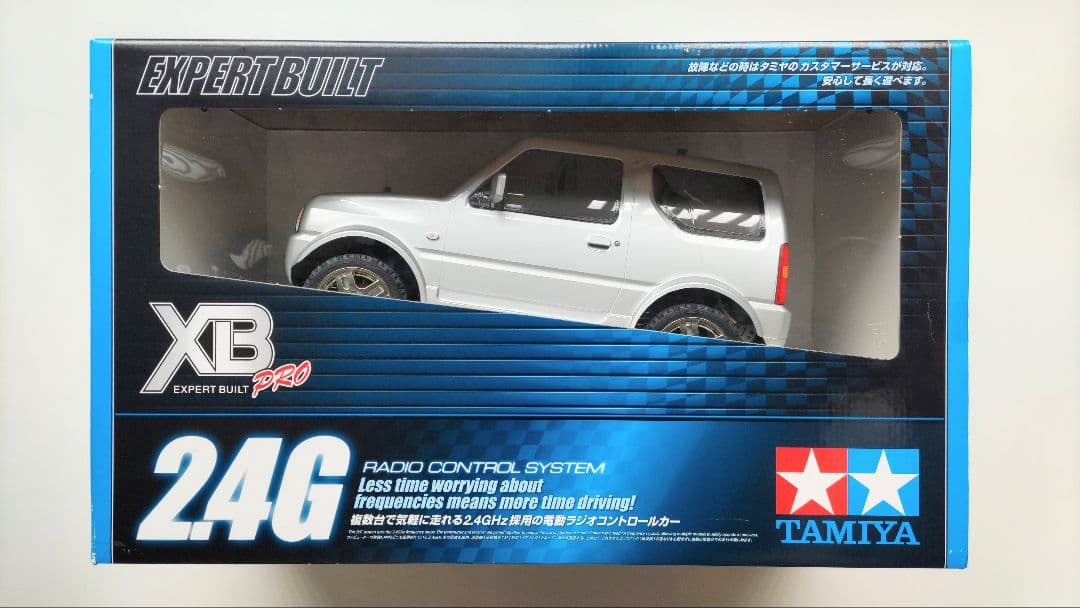 EXPERT BUILT
故障などの時はタミヤのカスタマーサービスが対応。
安心して長く遊べます。
XB
EXPERT BUILT PRO
2.4G
RADIO CONTROL SYSTEM
Less time worrying about
frequencies means more time driving!
複数台で気軽に走れる2.4GHz採用の電動ラジオコントロールカー
TAMIYA